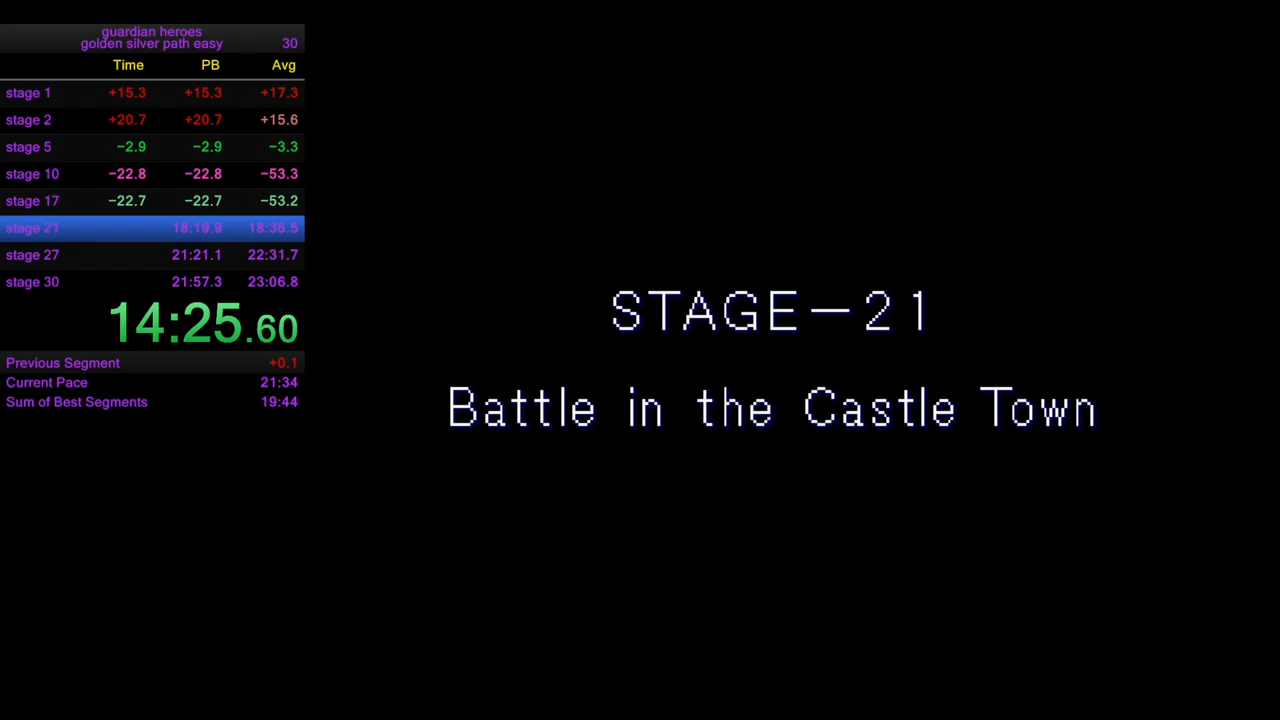 guardian heroes
golden silver path easy 30
Time PB Avg
stage 1 +15.3 +15.3 +17.3
stage 2 +20.7 +20.7 +15.6
stage 5 −2.9 −2.9 −3.3
stage 10 −22.8 −22.8 −53.3
stage 17 −22.7 −22.7 −53.2
stage 21 18:19.9 18:36.5
stage 27 21:21.1 22:31.7
stage 30 21:57.3 23:06.8
14:25.60
Previous Segment +0.1
Current Pace 21:34
Sum of Best Segments 19:44
STAGE−21
Battle in the Castle Town